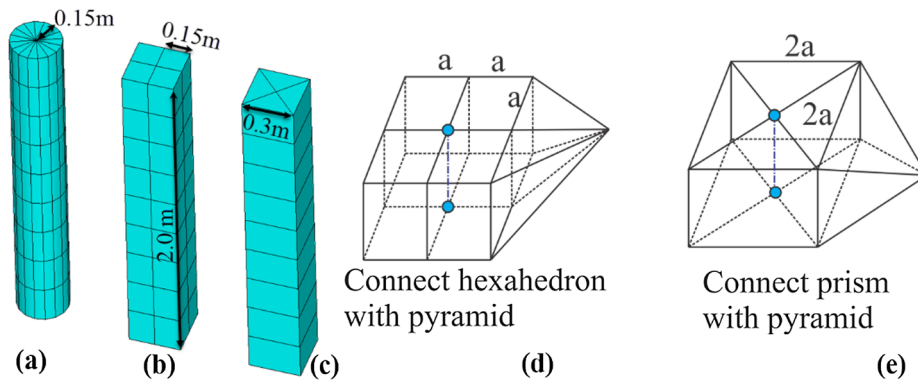 0.15m
0.15m
0.3m
2.0 m
a
a
a
2a
2a
Connect hexahedron
with pyramid
Connect prism
with pyramid
(a)
(b)
(c)
(d)
(e)